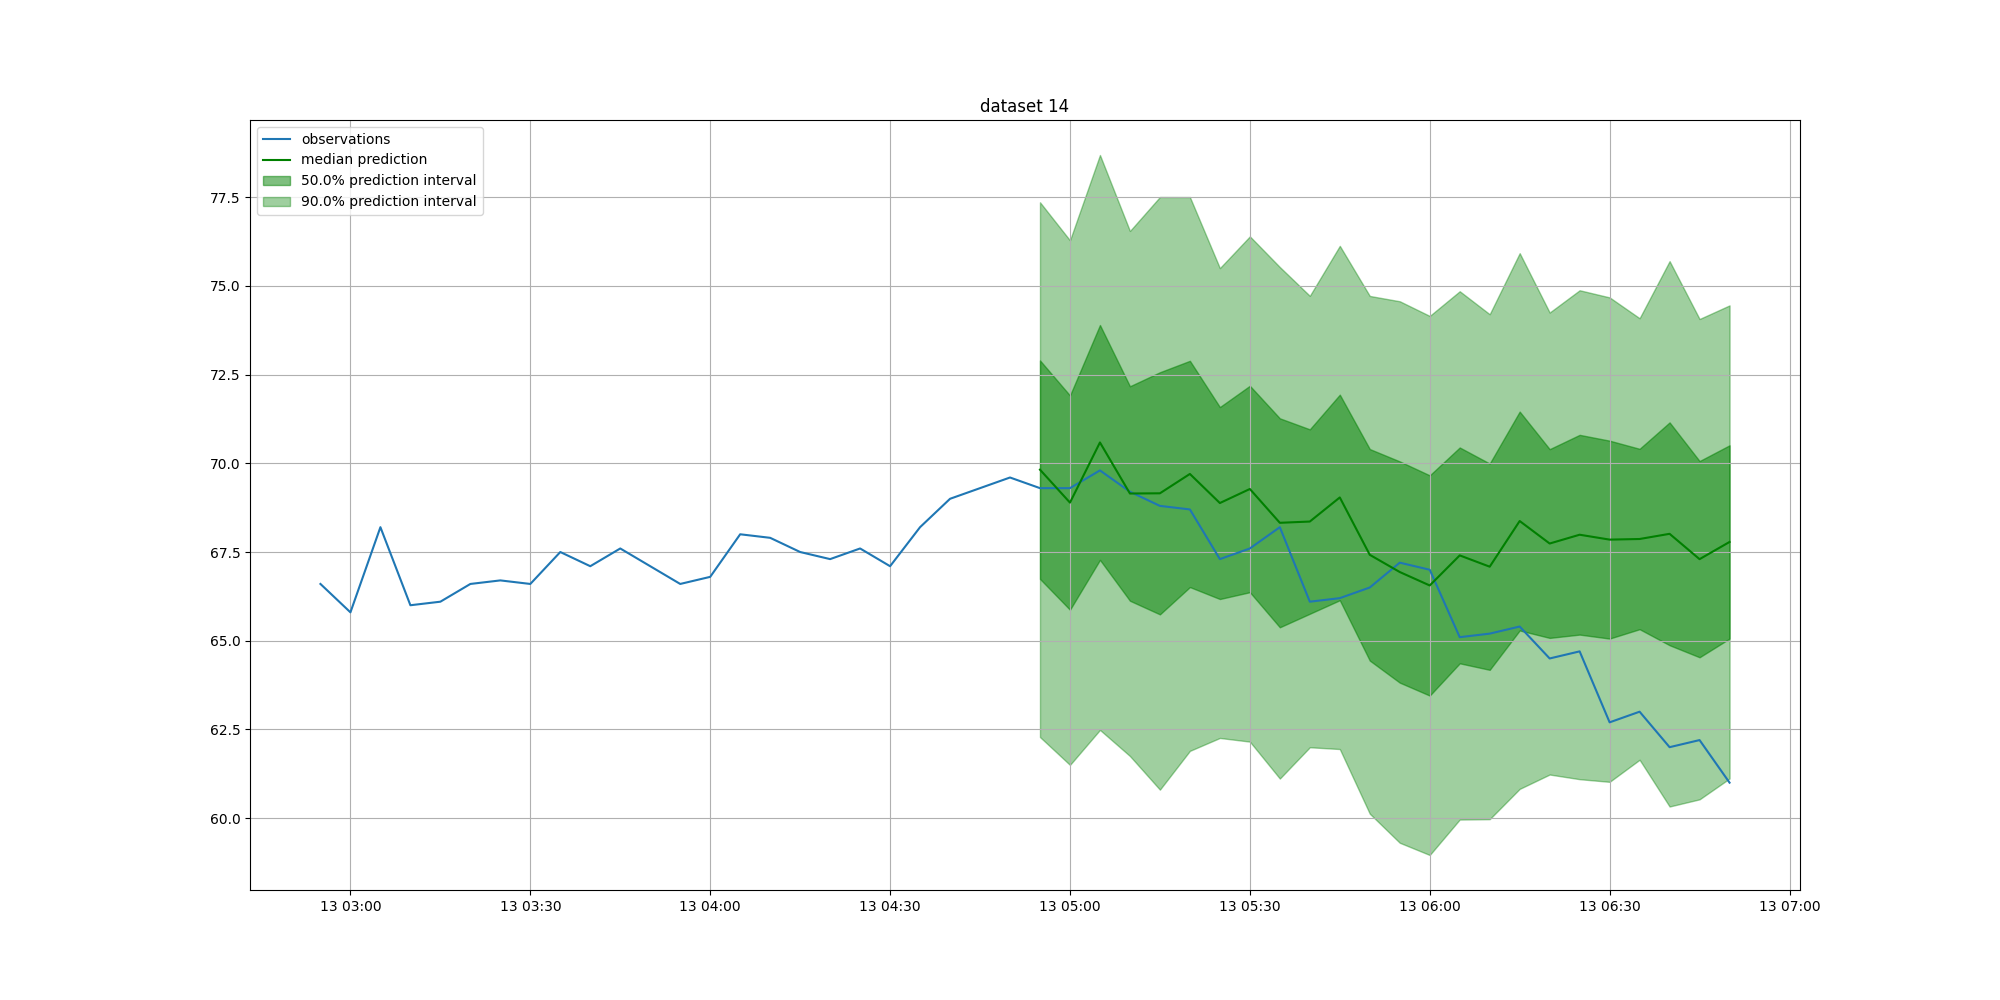 dataset 14
observations
median prediction
50.0% prediction interval
90.0% prediction interval
77.5
75.0
72.5
70.0
67.5
65.0
62.5
60.0
13 03:00 13 03:30 13 04:00 13 04:30 13 05:00 13 05:30 13 06:00 13 06:30 13 07:00